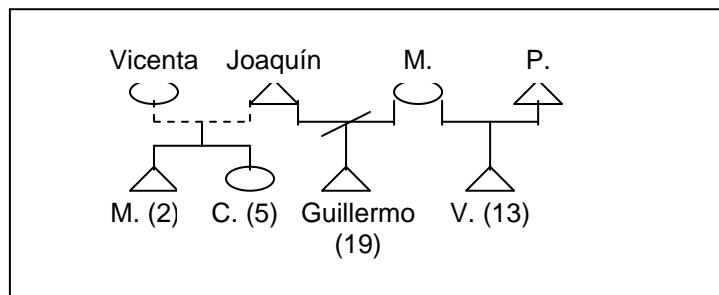 Vicenta Joaquín M. P.
M. (2) C. (5) Guillermo V. (13)
(19)